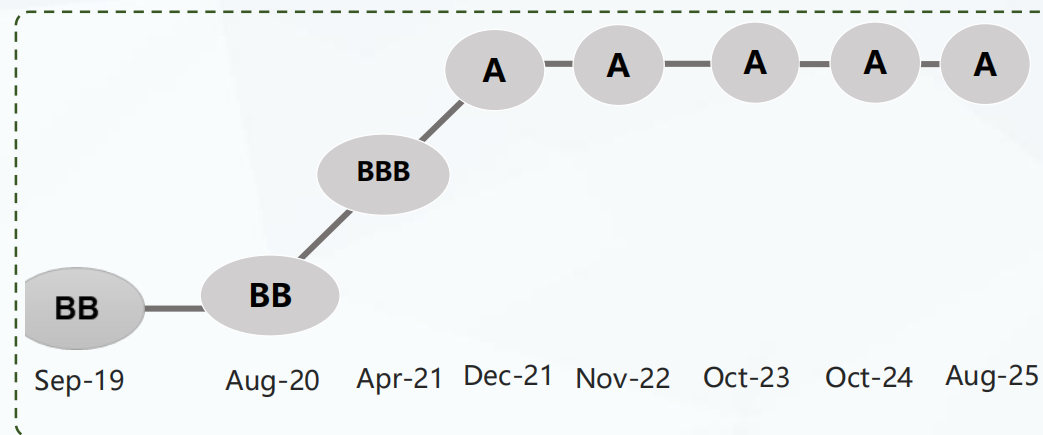 A A A A A
BBB
BB BB
Sep-19 Aug-20 Apr-21 Dec-21 Nov-22 Oct-23 Oct-24 Aug-25